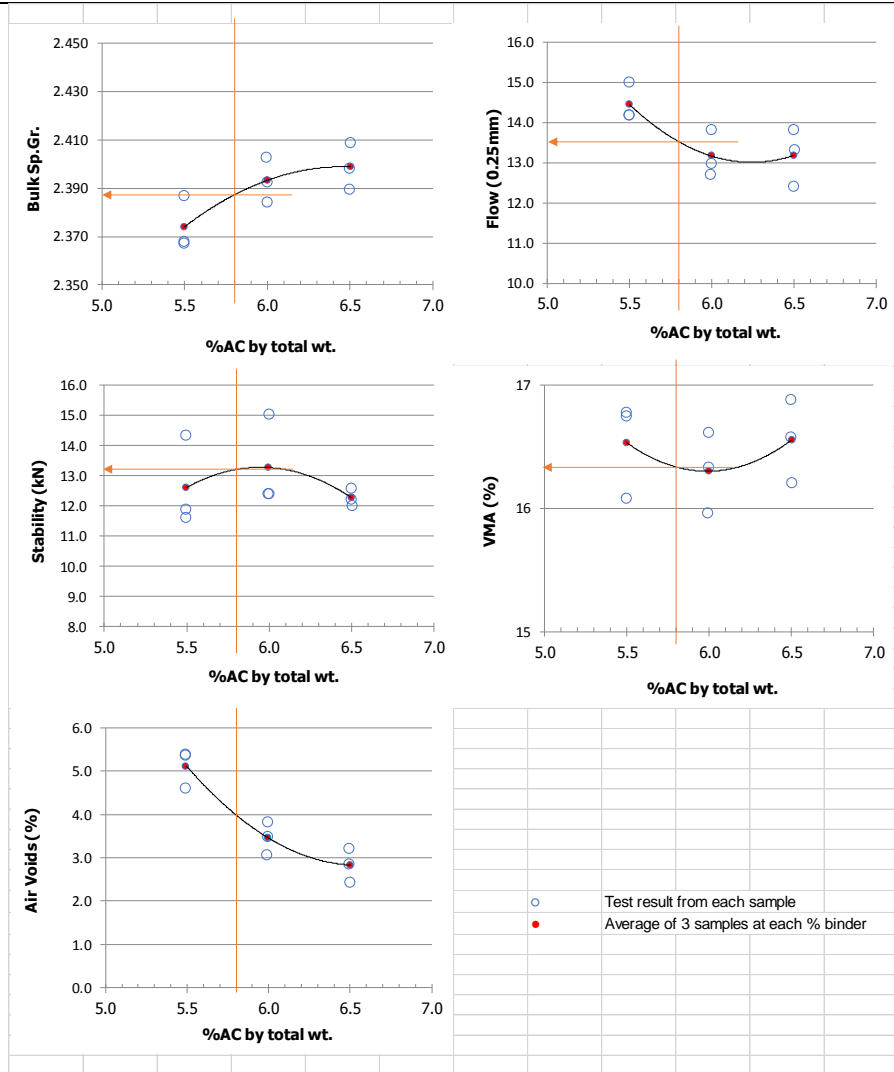 2.450
2.430
2.410
2.390
2.370
2.350
Bulk Sp.Gr.
5.0 5.5 6.0 6.5 7.0
%AC by total wt.
16.0
15.0
14.0
13.0
12.0
11.0
10.0
Flow (0.25mm)
5.0 5.5 6.0 6.5 7.0
%AC by total wt.
16.0
15.0
14.0
13.0
12.0
11.0
10.0
9.0
8.0
Stability (kN)
5.0 5.5 6.0 6.5 7.0
%AC by total wt.
17
16
15
VMA (%)
5.0 5.5 6.0 6.5 7.0
%AC by total wt.
6.0
5.0
4.0
3.0
2.0
1.0
0.0
Air Voids (%)
5.0 5.5 6.0 6.5 7.0
%AC by total wt.
Test result from each sample
Average of 3 samples at each % binder